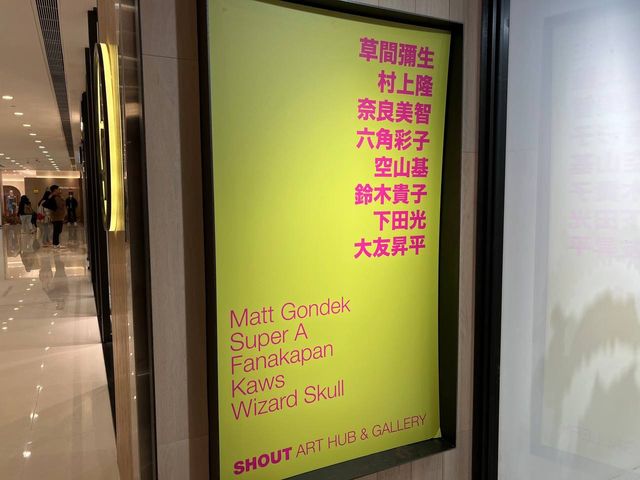 草間彌生
村上隆
奈良美智
六角彩子
空山基
鈴木貴子
下田光
大友昇平
Matt Gondek
Super A
Fanakapan
Kaws
Wizard Skull
SHOUT ART HUB & GALLERY